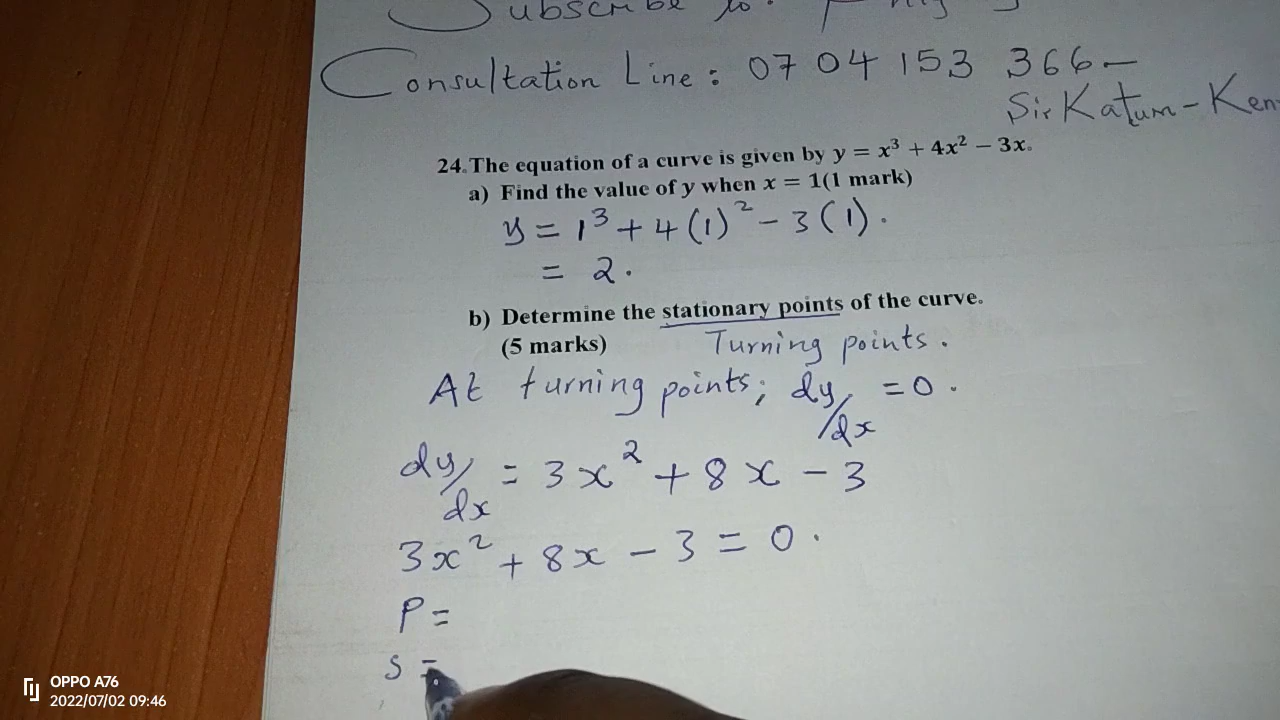 Subscribe to:
Consultation Line: 0704 153 366 –
Sir Katum - Ken
24. The equation of a curve is given by y = x³ + 4x² − 3x.
a) Find the value of y when x = 1(1 mark)
y = 1³ + 4(1)² − 3(1).
= 2.
b) Determine the stationary points of the curve.
(5 marks) Turning points.
At turning points; dy/dx = 0.
dy/dx = 3x² + 8x − 3
3x² + 8x − 3 = 0.
P =
S =
OPPO A76
2022/07/02 09:46